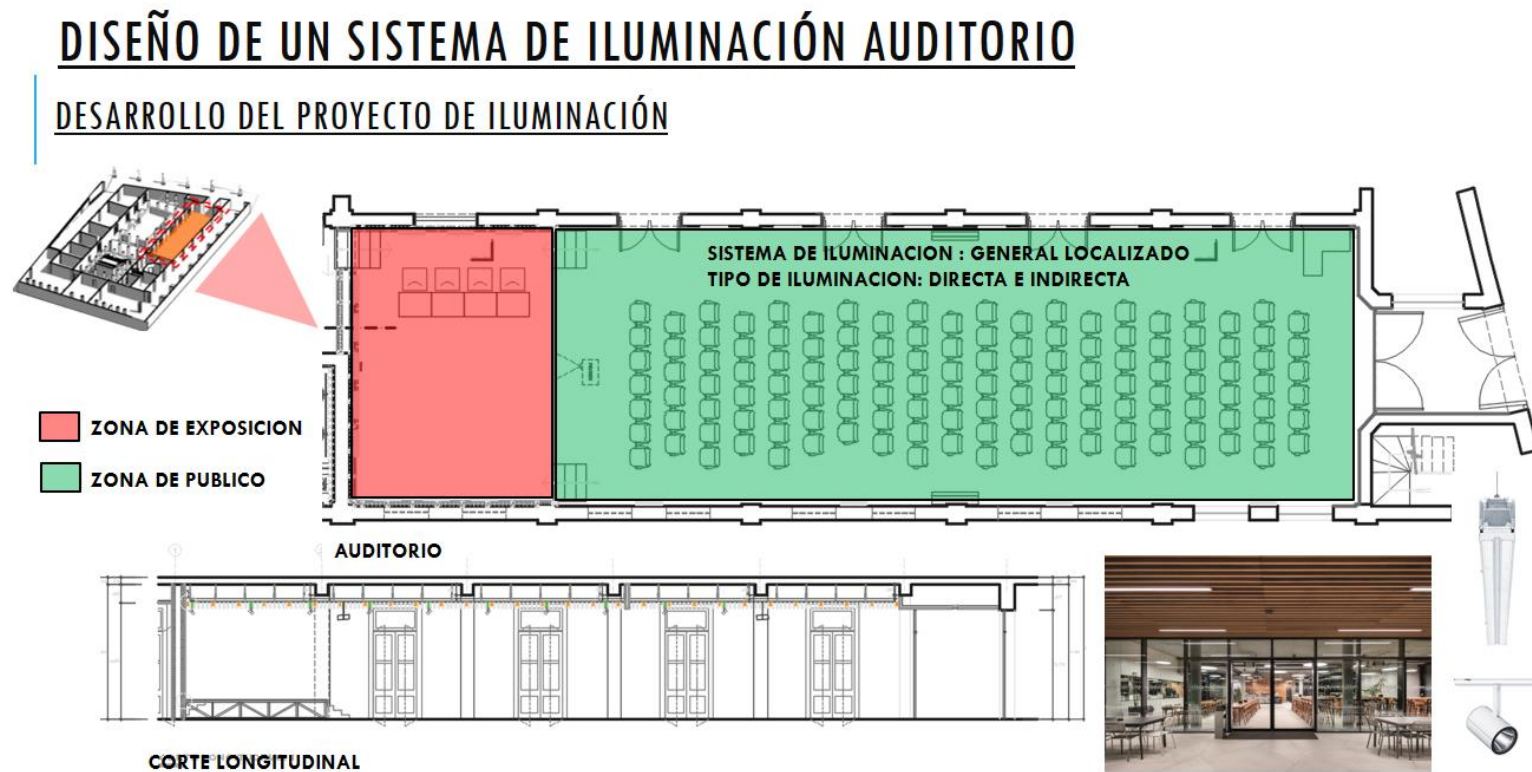 DISEÑO DE UN SISTEMA DE ILUMINACIÓN AUDITORIO
DESARROLLO DEL PROYECTO DE ILUMINACIÓN
SISTEMA DE ILUMINACION : GENERAL LOCALIZADO
TIPO DE ILUMINACION: DIRECTA E INDIRECTA
ZONA DE EXPOSICION
ZONA DE PUBLICO
AUDITORIO
CORTE LONGITUDINAL